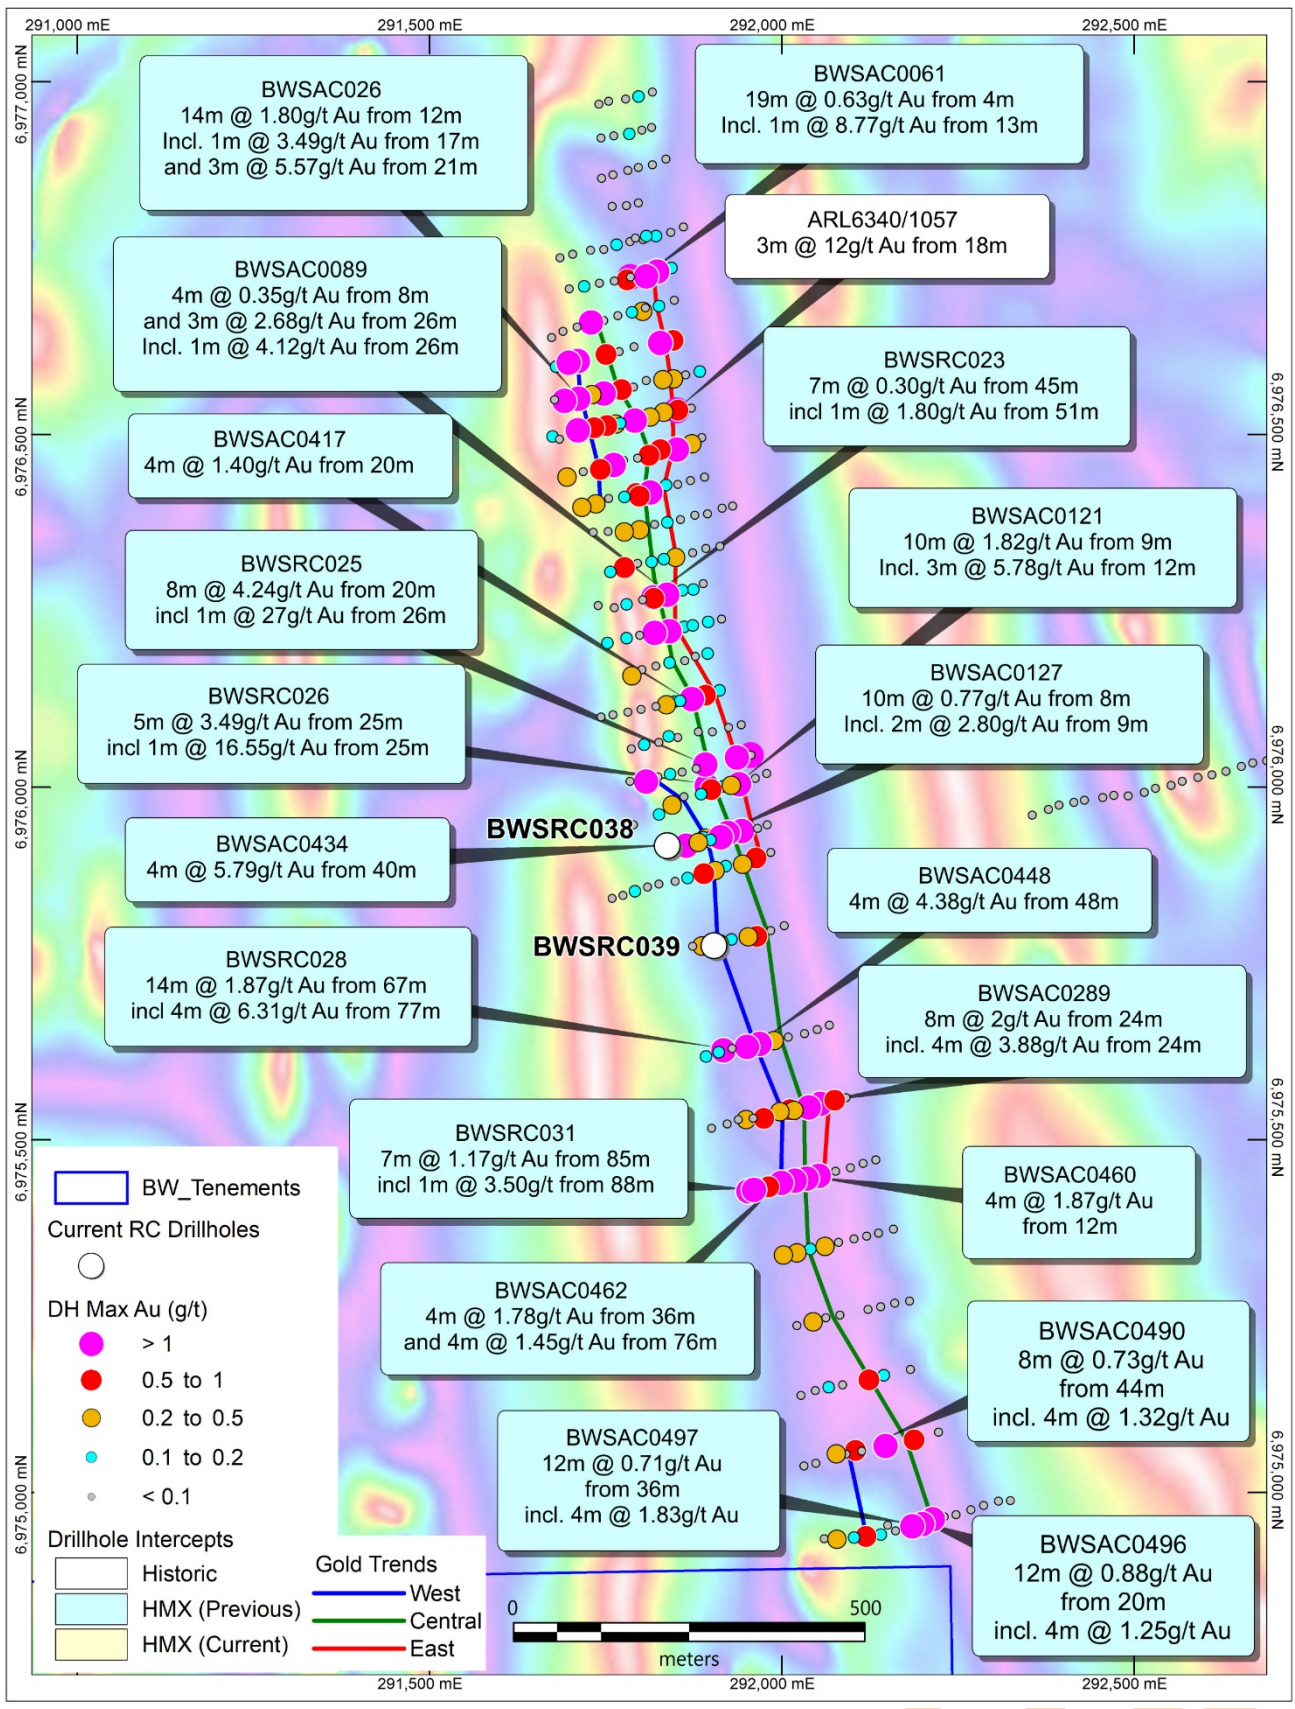 291,000 mE
291,500 mE
292,000 mE
292,500 mE
6,977,000 mN
6,976,500 mN
6,976,000 mN
6,975,500 mN
6,975,000 mN
BWSAC026
14m @ 1.80g/t Au from 12m
Incl. 1m @ 3.49g/t Au from 17m
and 3m @ 5.57g/t Au from 21m
BWSAC0061
19m @ 0.63g/t Au from 4m
Incl. 1m @ 8.77g/t Au from 13m
ARL6340/1057
3m @ 12g/t Au from 18m
BWSAC0089
4m @ 0.35g/t Au from 8m
and 3m @ 2.68g/t Au from 26m
Incl. 1m @ 4.12g/t Au from 26m
BWSRC023
7m @ 0.30g/t Au from 45m
incl 1m @ 1.80g/t Au from 51m
BWSAC0417
4m @ 1.40g/t Au from 20m
BWSAC0121
10m @ 1.82g/t Au from 9m
Incl. 3m @ 5.78g/t Au from 12m
BWSRC025
8m @ 4.24g/t Au from 20m
incl 1m @ 27g/t Au from 26m
BWSAC0127
10m @ 0.77g/t Au from 8m
Incl. 2m @ 2.80g/t Au from 9m
BWSRC026
5m @ 3.49g/t Au from 25m
incl 1m @ 16.55g/t Au from 25m
BWSRC038
BWSAC0434
4m @ 5.79g/t Au from 40m
BWSAC0448
4m @ 4.38g/t Au from 48m
BWSRC039
BWSRC028
14m @ 1.87g/t Au from 67m
incl 4m @ 6.31g/t Au from 77m
BWSAC0289
8m @ 2g/t Au from 24m
incl. 4m @ 3.88g/t Au from 24m
BWSRC031
7m @ 1.17g/t Au from 85m
incl 1m @ 3.50g/t from 88m
BWSAC0460
4m @ 1.87g/t Au
from 12m
BWSAC0462
4m @ 1.78g/t Au from 36m
and 4m @ 1.45g/t Au from 76m
BWSAC0490
8m @ 0.73g/t Au
from 44m
incl. 4m @ 1.32g/t Au
BWSAC0497
12m @ 0.71g/t Au
from 36m
incl. 4m @ 1.83g/t Au
BWSAC0496
12m @ 0.88g/t Au
from 20m
incl. 4m @ 1.25g/t Au
BW_Tenements
Current RC Drillholes
DH Max Au (g/t)
> 1
0.5 to 1
0.2 to 0.5
0.1 to 0.2
< 0.1
Drillhole Intercepts
Historic
HMX (Previous)
HMX (Current)
Gold Trends
West
Central
East
0 500
meters
6,976,500 mN
6,976,000 mN
6,975,500 mN
6,975,000 mN
291,500 mE
292,000 mE
292,500 mE